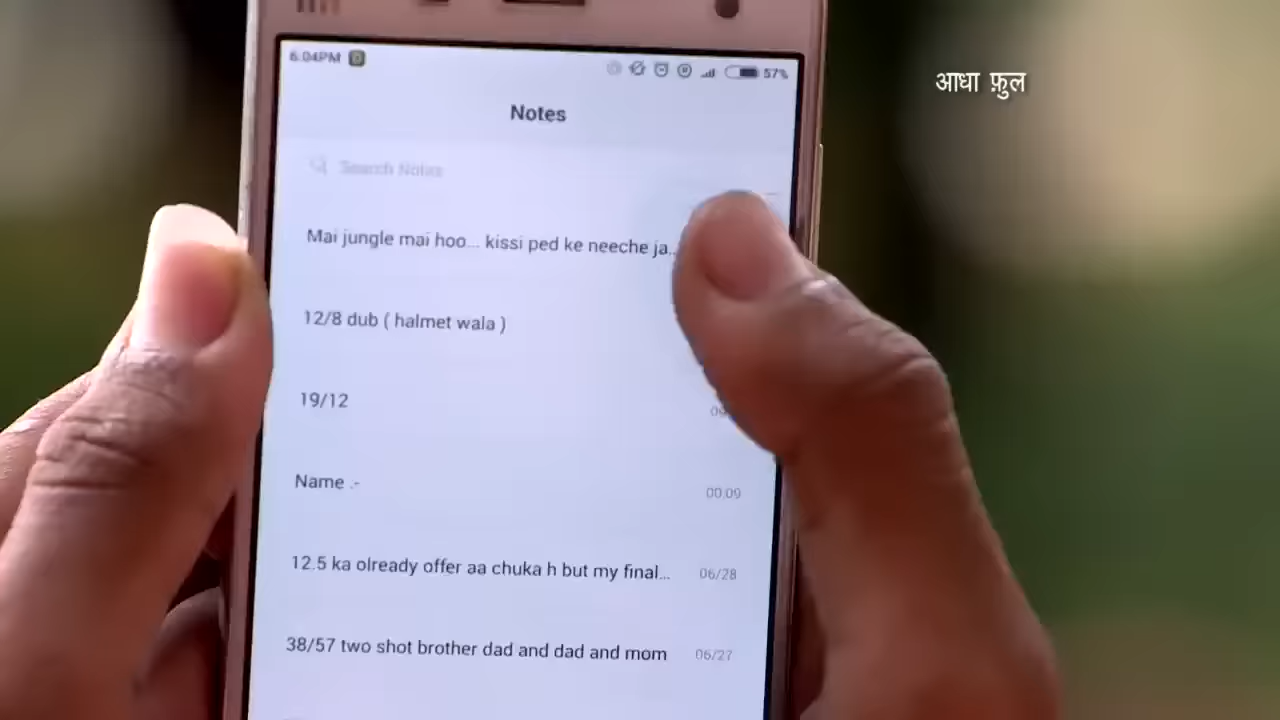 6:04PM 57%
आधा फ़ुल
Notes
Search Notes
Mai jungle mai hoo... kissi ped ke neeche ja..
12/8 dub ( halmet wala )
19/12
Name :-
00:09
12.5 ka olready offer aa chuka h but my final...
06/28
38/57 two shot brother dad and dad and mom
06/27